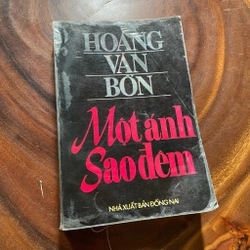 HOÀNG
VĂN
BỔN
Một ánh
Sao đêm
NHÀ XUẤT BẢN ĐỒNG NAI